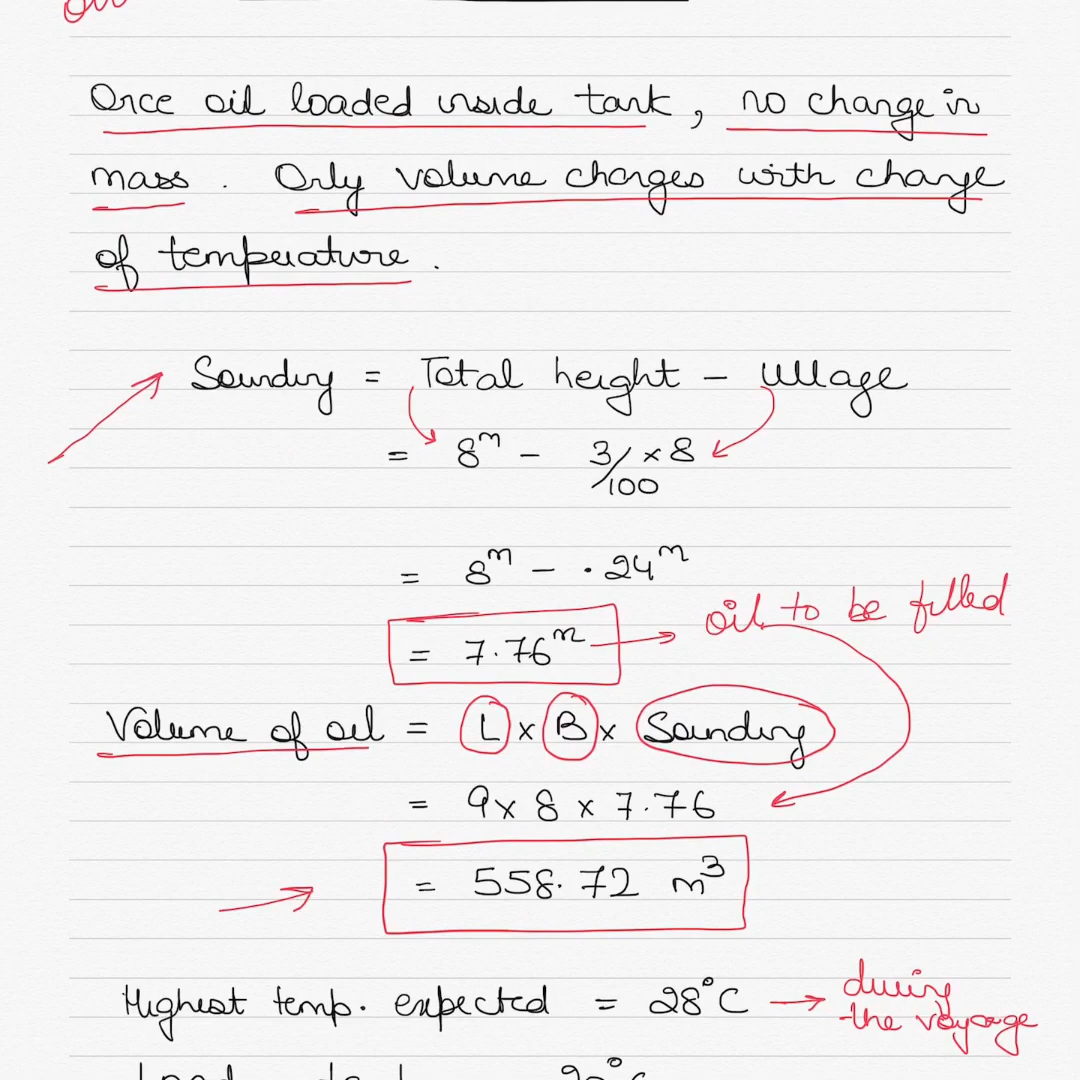 Once oil loaded inside tank, no change in
mass. Only volume changes with change
of temperature.
Sounding = Total height - Ullage
= 8m - 3/100 × 8
= 8m - .24m
= 7.76m → oil to be filled
Volume of oil = L × B × Sounding
= 9 × 8 × 7.76
= 558.72 m³
Highest temp. expected = 28°C → during
the voyage